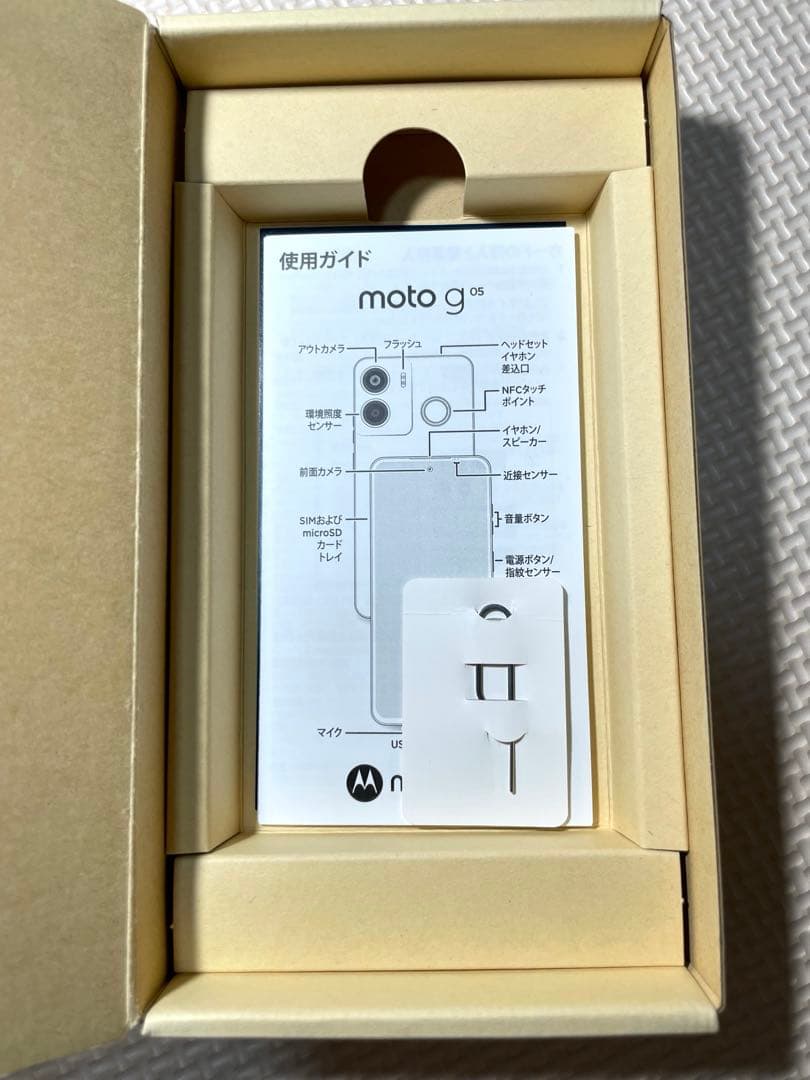 使用ガイド
moto g 05
アウトカメラ
フラッシュ
ヘッドセット
イヤホン
差込口
NFCタッチ
ポイント
環境照度
センサー
イヤホン/
スピーカー
前面カメラ
近接センサー
SIMおよび
microSD
カード
トレイ
音量ボタン
電源ボタン/
指紋センサー
マイク
US
m